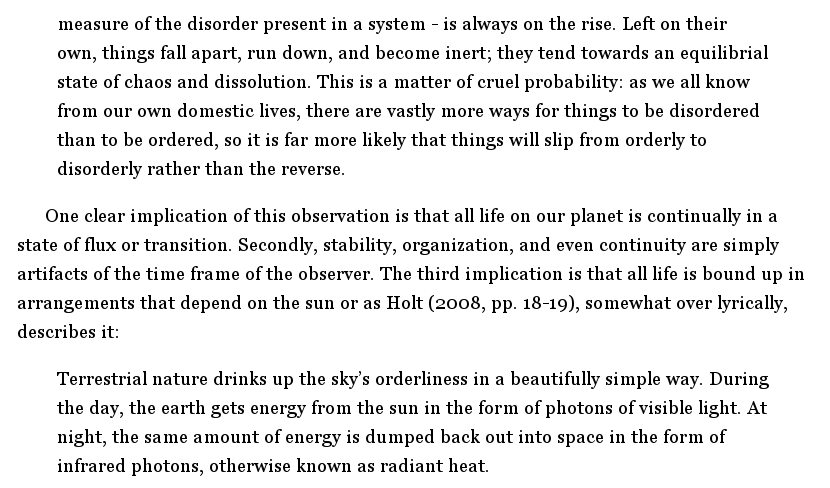 measure of the disorder present in a system - is always on the rise. Left on their
own, things fall apart, run down, and become inert; they tend towards an equilibrial
state of chaos and dissolution. This is a matter of cruel probability: as we all know
from our own domestic lives, there are vastly more ways for things to be disordered
than to be ordered, so it is far more likely that things will slip from orderly to
disorderly rather than the reverse.
One clear implication of this observation is that all life on our planet is continually in a
state of flux or transition. Secondly, stability, organization, and even continuity are simply
artifacts of the time frame of the observer. The third implication is that all life is bound up in
arrangements that depend on the sun or as Holt (2008, pp. 18-19), somewhat over lyrically,
describes it:
Terrestrial nature drinks up the sky's orderliness in a beautifully simple way. During
the day, the earth gets energy from the sun in the form of photons of visible light. At
night, the same amount of energy is dumped back out into space in the form of
infrared photons, otherwise known as radiant heat.